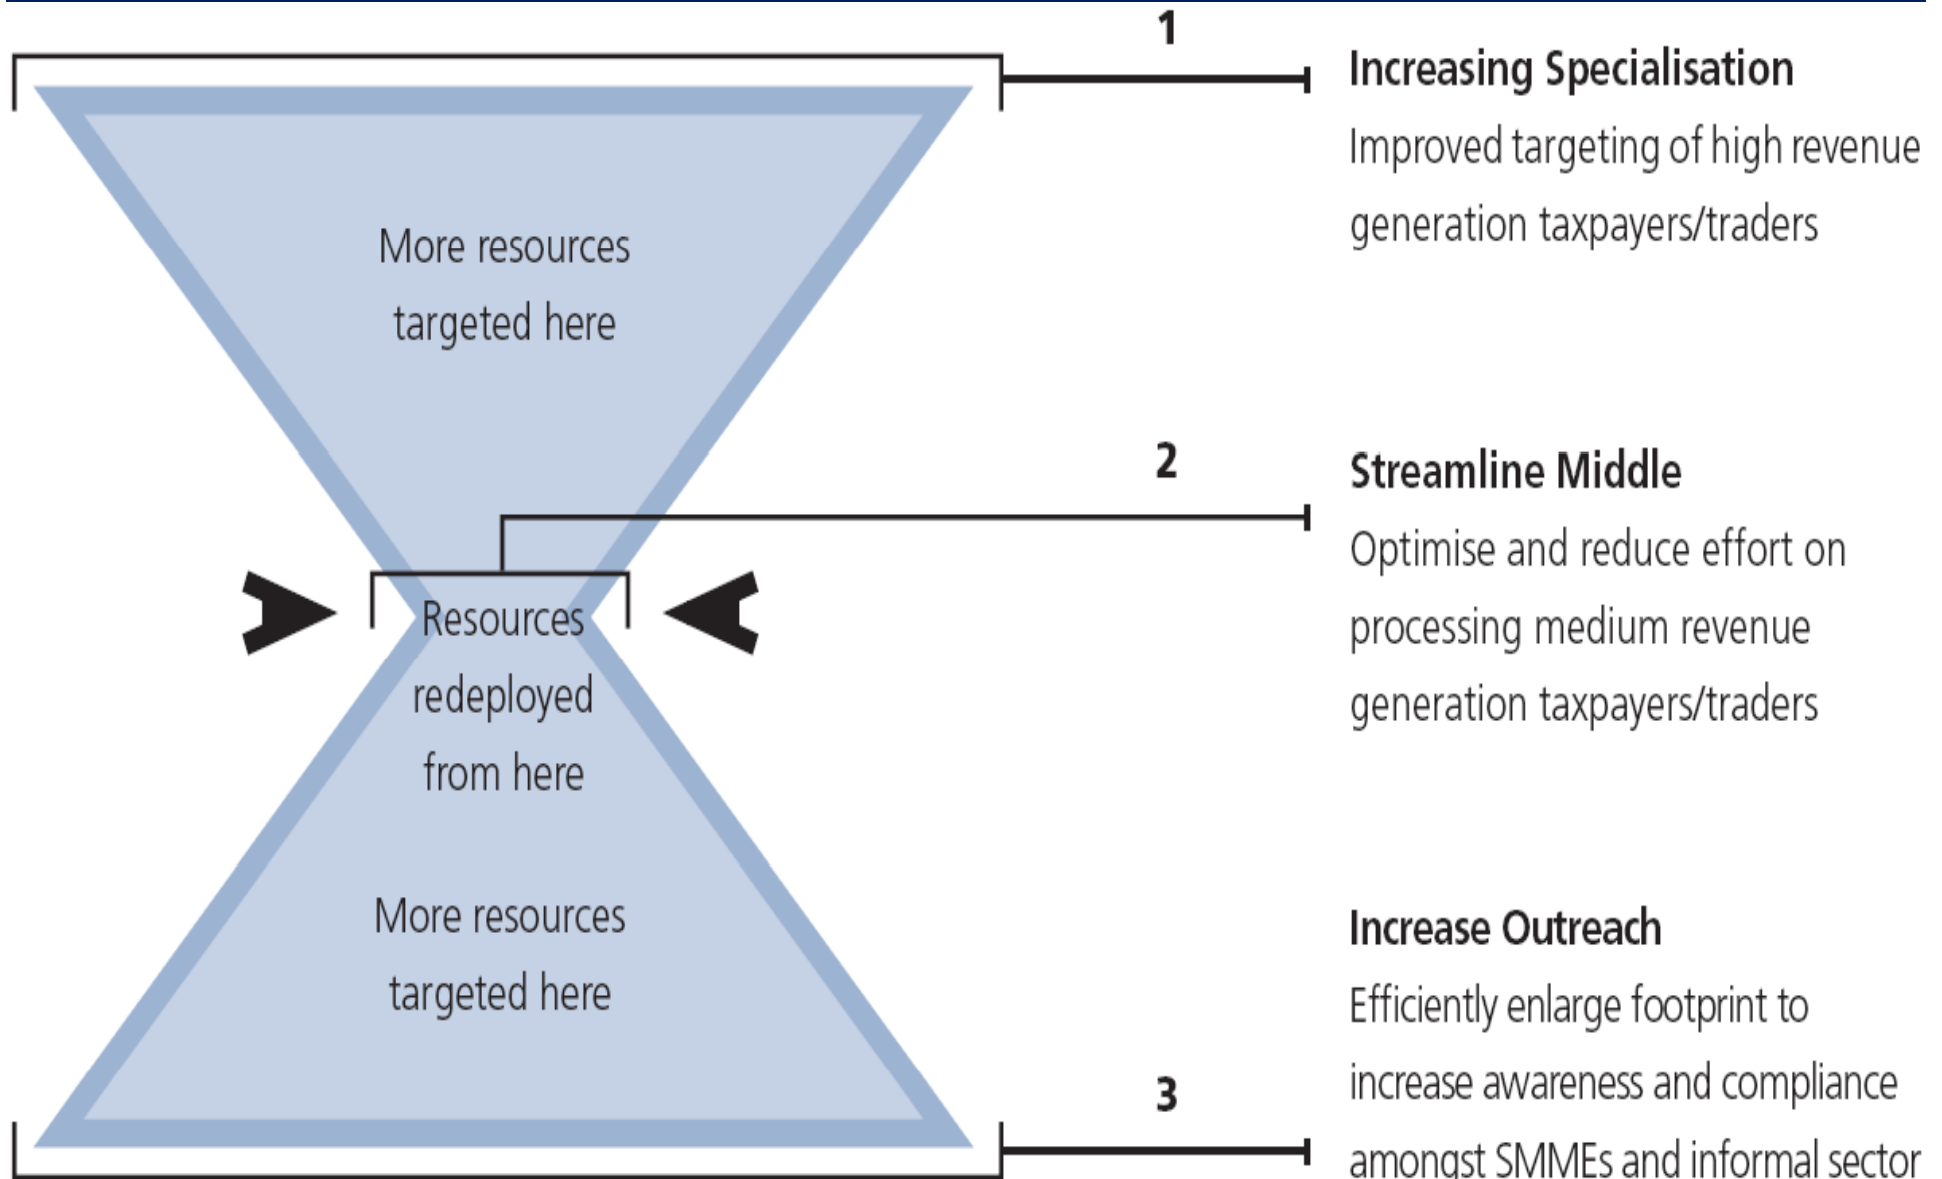 1
Increasing Specialisation
Improved targeting of high revenue
generation taxpayers/traders
More resources
targeted here
2
Streamline Middle
Optimise and reduce effort on
processing medium revenue
generation taxpayers/traders
Resources
redeployed
from here
More resources
targeted here
3
Increase Outreach
Efficiently enlarge footprint to
increase awareness and compliance
amongst SMMEs and informal sector